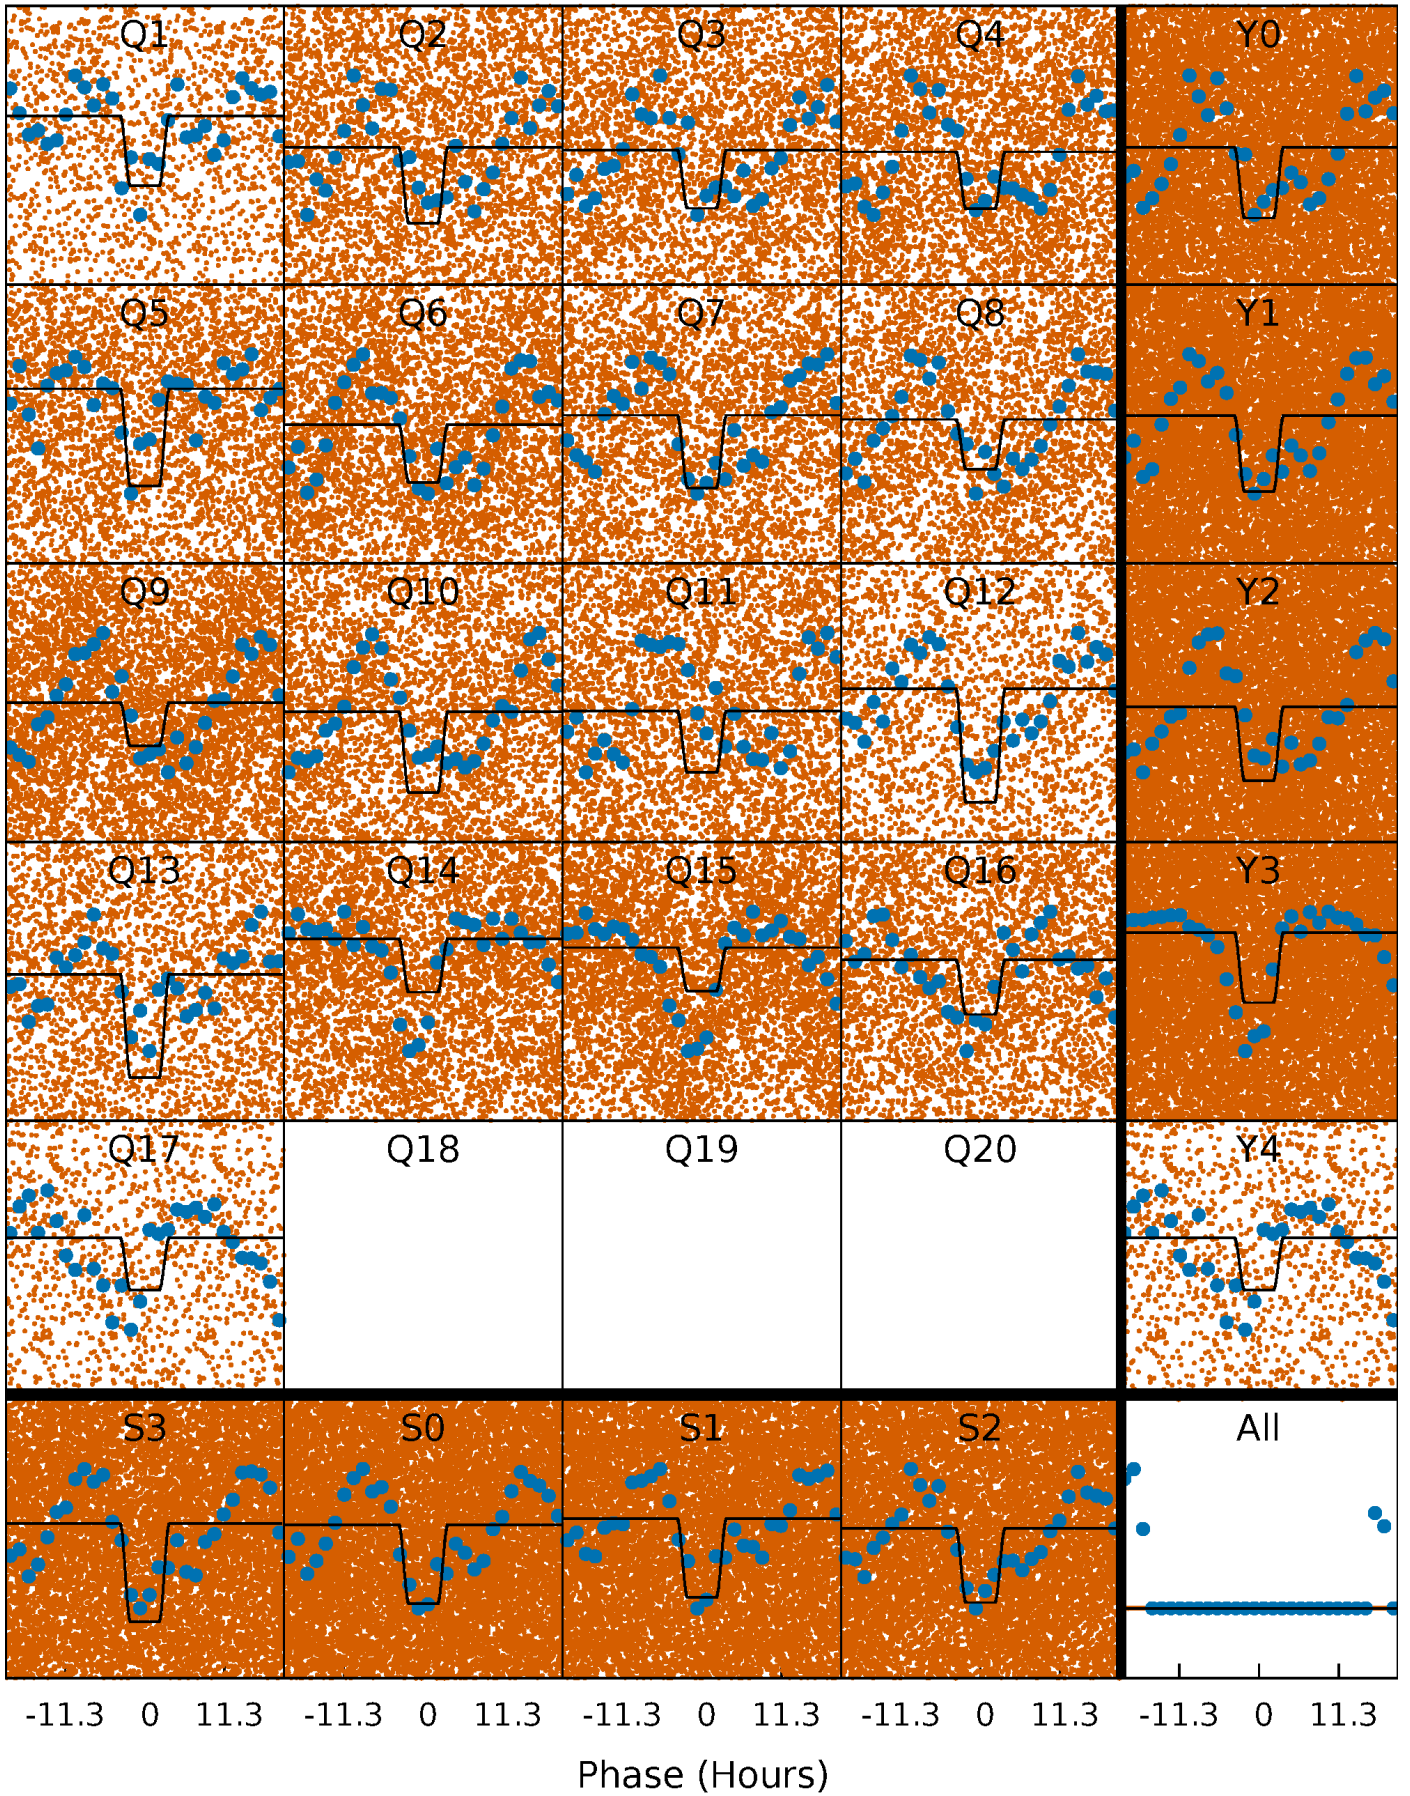 Q1 Q2 Q3 Q4 Y0
Q5 Q6 Q7 Q8 Y1
Q9 Q10 Q11 Q12 Y2
Q13 Q14 Q15 Q16 Y3
Q17 Q18 Q19 Q20 Y4
S3 S0 S1 S2 All
-11.3 0 11.3 -11.3 0 11.3 -11.3 0 11.3 -11.3 0 11.3 -11.3 0 11.3
Phase (Hours)